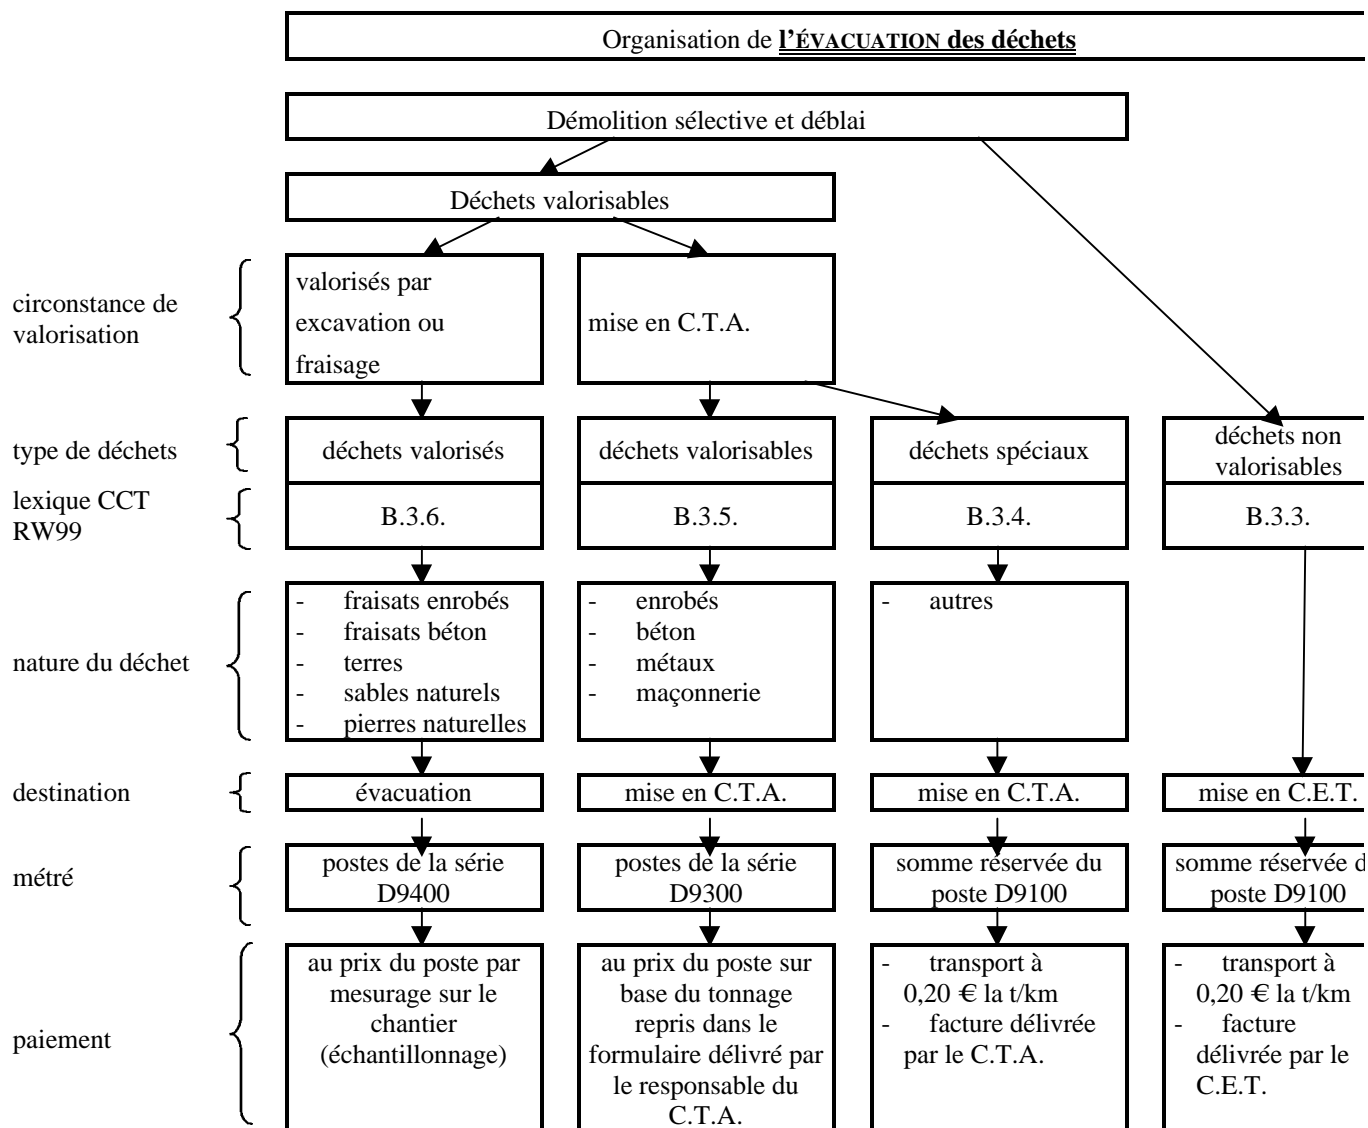 Organisation de l'ÉVACUATION des déchets
Démolition sélective et déblai
Déchets valorisables
circonstance de
valorisation
valorisés par
excavation ou
fraisage
mise en C.T.A.
type de déchets
déchets valorisés
déchets valorisables
déchets spéciaux
déchets non
valorisables
lexique CCT
RW99
B.3.6.
B.3.5.
B.3.4.
B.3.3.
nature du déchet
- fraisats enrobés
- fraisats béton
- terres
- sables naturels
- pierres naturelles
- enrobés
- béton
- métaux
- maçonnerie
- autres
destination
évacuation
mise en C.T.A.
mise en C.T.A.
mise en C.E.T.
métré
postes de la série
D9400
postes de la série
D9300
somme réservée du
poste D9100
somme réservée d
poste D9100
paiement
au prix du poste par
mesurage sur le
chantier
(échantillonnage)
au prix du poste sur
base du tonnage
repris dans le
formulaire délivré par
le responsable du
C.T.A.
- transport à
0,20 € la t/km
- facture délivrée
par le C.T.A.
- transport à
0,20 € la t/km
- facture
délivrée par le
C.E.T.